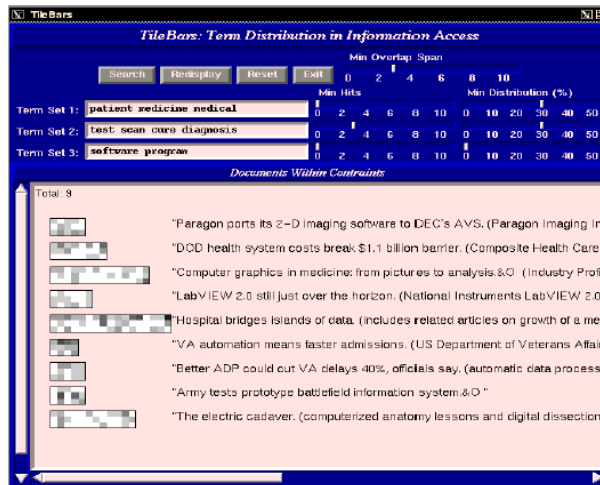 TileBars
TileBars: Term Distribution in Information Access
Min Overlap Span
Search Redisplay Reset Exit 0 2 4 6 8 10
Min Hits Min Distribution (%)
Term Set 1: patient medicine medical 0 2 4 6 8 10 0 10 20 30 40 50
Term Set 2: test scan cure diagnosis 0 2 4 6 8 10 0 10 20 30 40 50
Term Set 3: software program 0 2 4 6 8 10 0 10 20 30 40 50
Documents Within Contraints
Total: 9
"Paragon ports its 2-D imaging software to DEC's AVS. (Paragon Imaging In
"DOD health system costs break $1.1 billion barrier. (Composite Health Care
"Computer graphics in medicine: from pictures to analysis.&O (Industry Profi
"LabVIEW 2.0 still just over the horizon. (National Instruments LabVIEW 2.0
"Hospital bridges islands of data. (includes related articles on growth of a me
"VA automation means faster admissions. (US Department of Veterans Affai
"Better ADP could cut VA delays 40%, officials say. (automatic data process
"Army tests prototype battlefield information system.&O "
"The electric cadaver. (computerized anatomy lessons and digital dissection